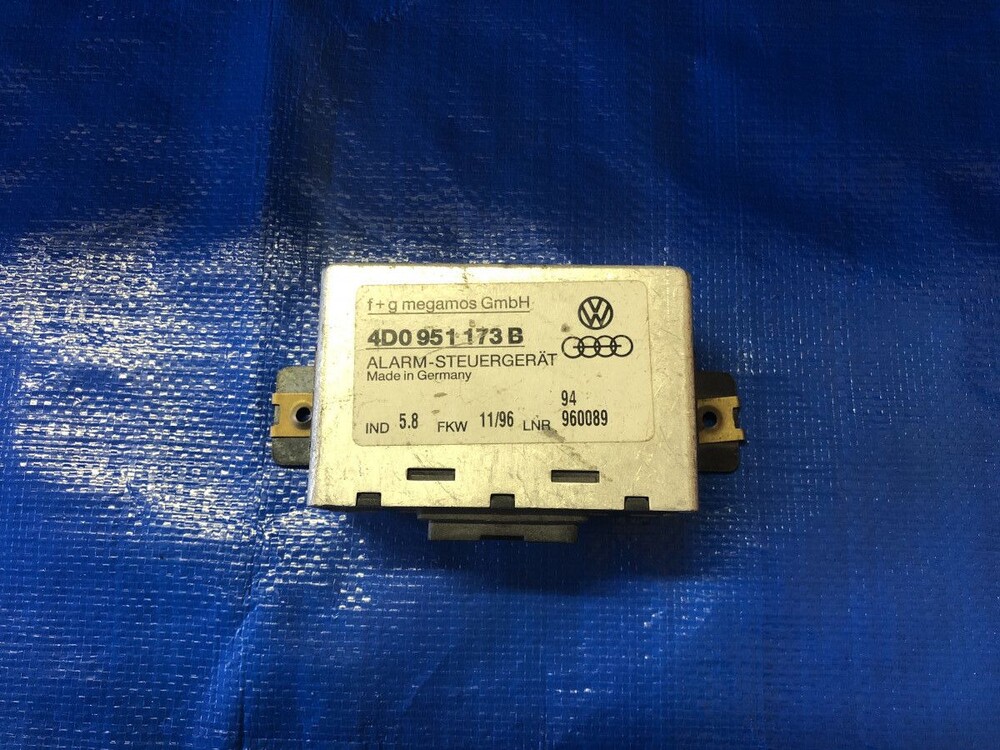 f+g megamos GmbH
4D0 951 173 B
ALARM-STEUERGERÄT
Made in Germany
94
IND 5.8 FKW 11/96 LNR 960089
VW